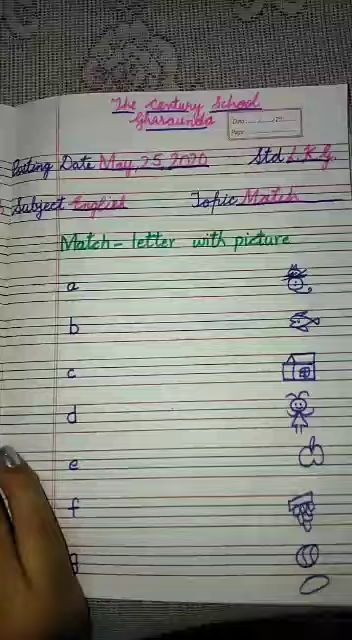 The Century School
Gharaunda
Date: ............./20
Page:
Posting Date May, 25, 2020 Std L.K.G.
Subject English Topic Match
Match - letter with picture
a
b
c
d
e
f
g